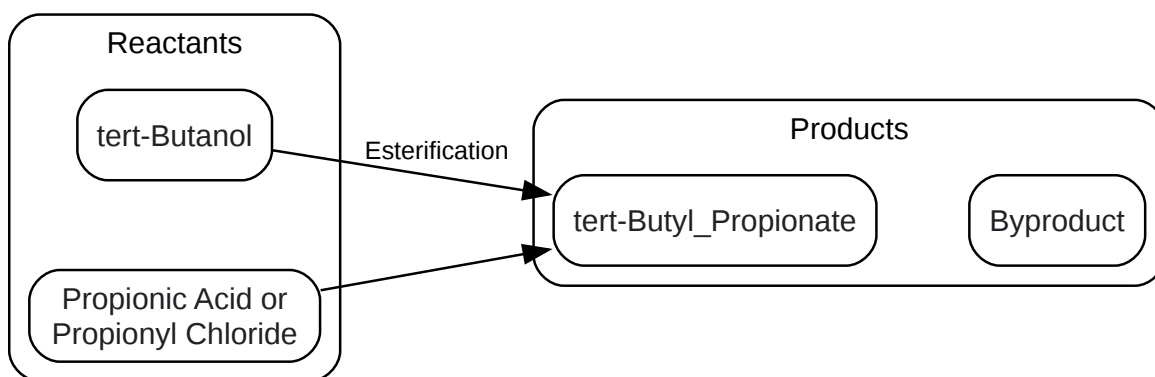 Reactants
tert-Butanol
Propionic Acid or
Propionyl Chloride
Esterification
Products
tert-Butyl_Propionate
Byproduct